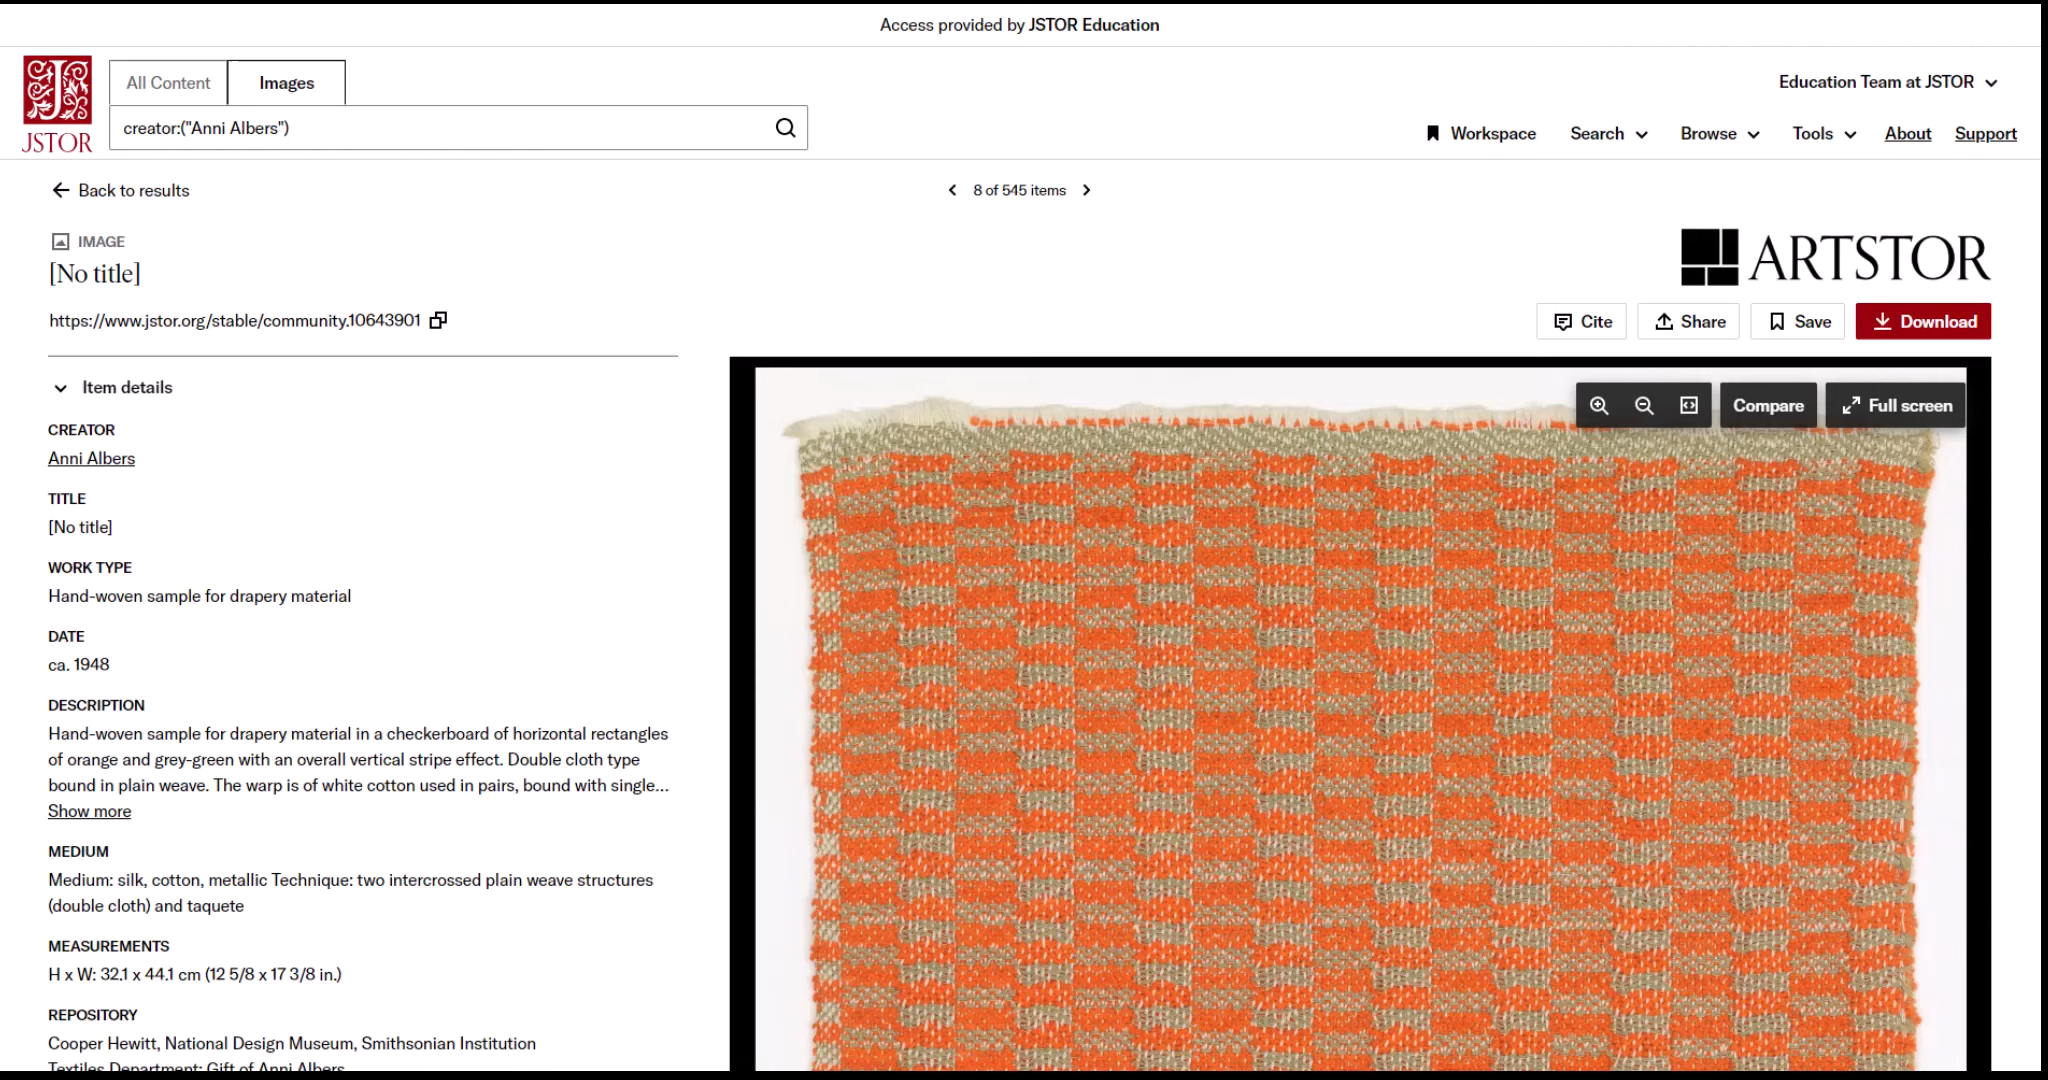 Access provided by JSTOR Education
JSTOR
All Content
Images
creator:("Anni Albers")
Education Team at JSTOR
Workspace
Search
Browse
Tools
About
Support
Back to results
8 of 545 items
IMAGE
[No title]
https://www.jstor.org/stable/community.10643901
ARTSTOR
Cite
Share
Save
Download
Item details
CREATOR
Anni Albers
TITLE
[No title]
WORK TYPE
Hand-woven sample for drapery material
DATE
ca. 1948
DESCRIPTION
Hand-woven sample for drapery material in a checkerboard of horizontal rectangles
of orange and grey-green with an overall vertical stripe effect. Double cloth type
bound in plain weave. The warp is of white cotton used in pairs, bound with single...
Show more
MEDIUM
Medium: silk, cotton, metallic Technique: two intercrossed plain weave structures
(double cloth) and taquete
MEASUREMENTS
H x W: 32.1 x 44.1 cm (12 5/8 x 17 3/8 in.)
REPOSITORY
Cooper Hewitt, National Design Museum, Smithsonian Institution
Textiles Department; Gift of Anni Albers
Compare
Full screen